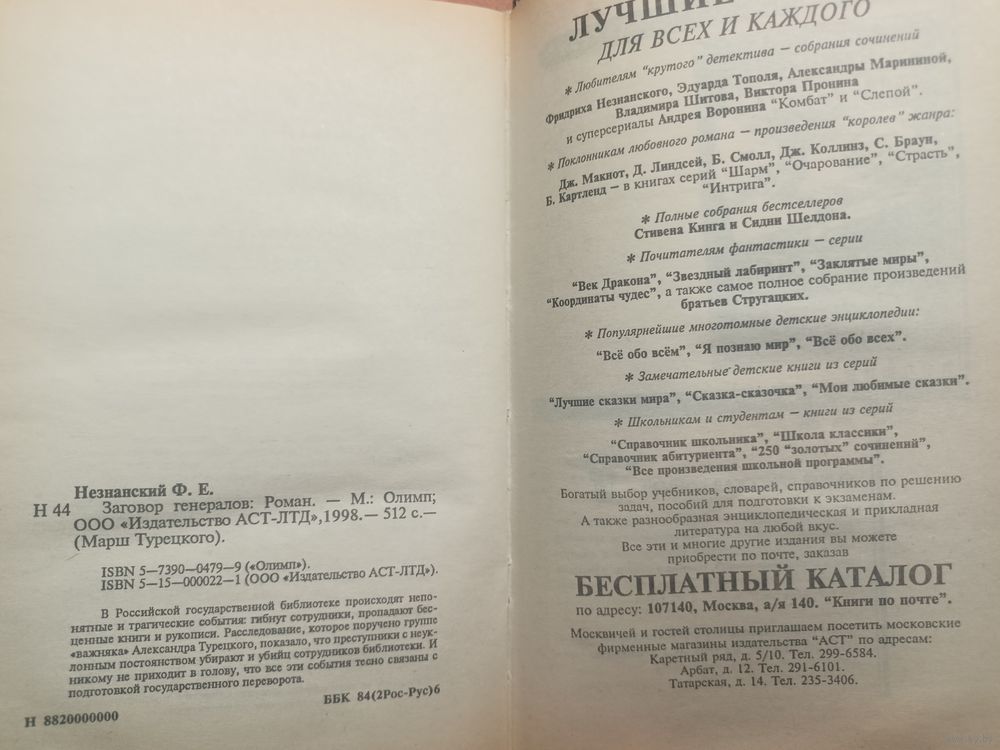 Незнанский Ф. Е.
Н 44 Заговор генералов: Роман. — М.: Олимп;
ООО «Издательство АСТ-ЛТД», 1998.— 512 с.—
(Марш Турецкого).
ISBN 5–7390–0479–9 («Олимп»).
ISBN 5–15–000022–1 (ООО «Издательство АСТ-ЛТД»).
В Российской государственной библиотеке происходят непо-
нятные и трагические события: гибнут сотрудники, пропадают бес-
ценные книги и рукописи. Расследование, которое поручено группе
«важняка» Александра Турецкого, показало, что преступники с неук-
лонным постоянством убирают и убийц сотрудников библиотеки. И
никому не приходит в голову, что все эти события тесно связаны с
подготовкой государственного переворота.
ББК 84(2Рос-Рус)6
Н 8820000000
ЛУЧШИЕ
ДЛЯ ВСЕХ И КАЖДОГО
* Любителям "крутого" детектива – собрания сочинений
Фридриха Незнанского, Эдуарда Тополя, Александры Марининой,
Владимира Шитова, Виктора Пронина
и суперсериалы Андрея Воронина "Комбат" и "Слепой".
* Поклонникам любовного романа – произведения "королев" жанра:
Дж. Макнот, Д. Линдсей, Б. Смолл, Дж. Коллинз, С. Браун,
Б. Картленд – в книгах серий "Шарм", "Очарование", "Страсть",
"Интрига".
* Полные собрания бестселлеров
Стивена Кинга и Сидни Шелдона.
* Почитателям фантастики – серии
"Век Дракона", "Звездный лабиринт", "Заклятые миры",
"Координаты чудес", а также самое полное собрание произведений
братьев Стругацких.
* Популярнейшие многотомные детские энциклопедии:
"Всё обо всём", "Я познаю мир", "Всё обо всех".
* Замечательные детские книги из серий
"Лучшие сказки мира", "Сказка-сказочка", "Мои любимые сказки".
* Школьникам и студентам – книги из серий
"Справочник школьника", "Школа классики",
"Справочник абитуриента", "250 "золотых" сочинений",
"Все произведения школьной программы".
Богатый выбор учебников, словарей, справочников по решению
задач, пособий для подготовки к экзаменам.
А также разнообразная энциклопедическая и прикладная
литература на любой вкус.
Все эти и многие другие издания вы можете
приобрести по почте, заказав
БЕСПЛАТНЫЙ КАТАЛОГ
по адресу: 107140, Москва, а/я 140. "Книги по почте".
Москвичей и гостей столицы приглашаем посетить московские
фирменные магазины издательства "АСТ" по адресам:
Каретный ряд, д. 5/10. Тел. 299-6584.
Арбат, д. 12. Тел. 291-6101.
Татарская, д. 14. Тел. 235-3406.